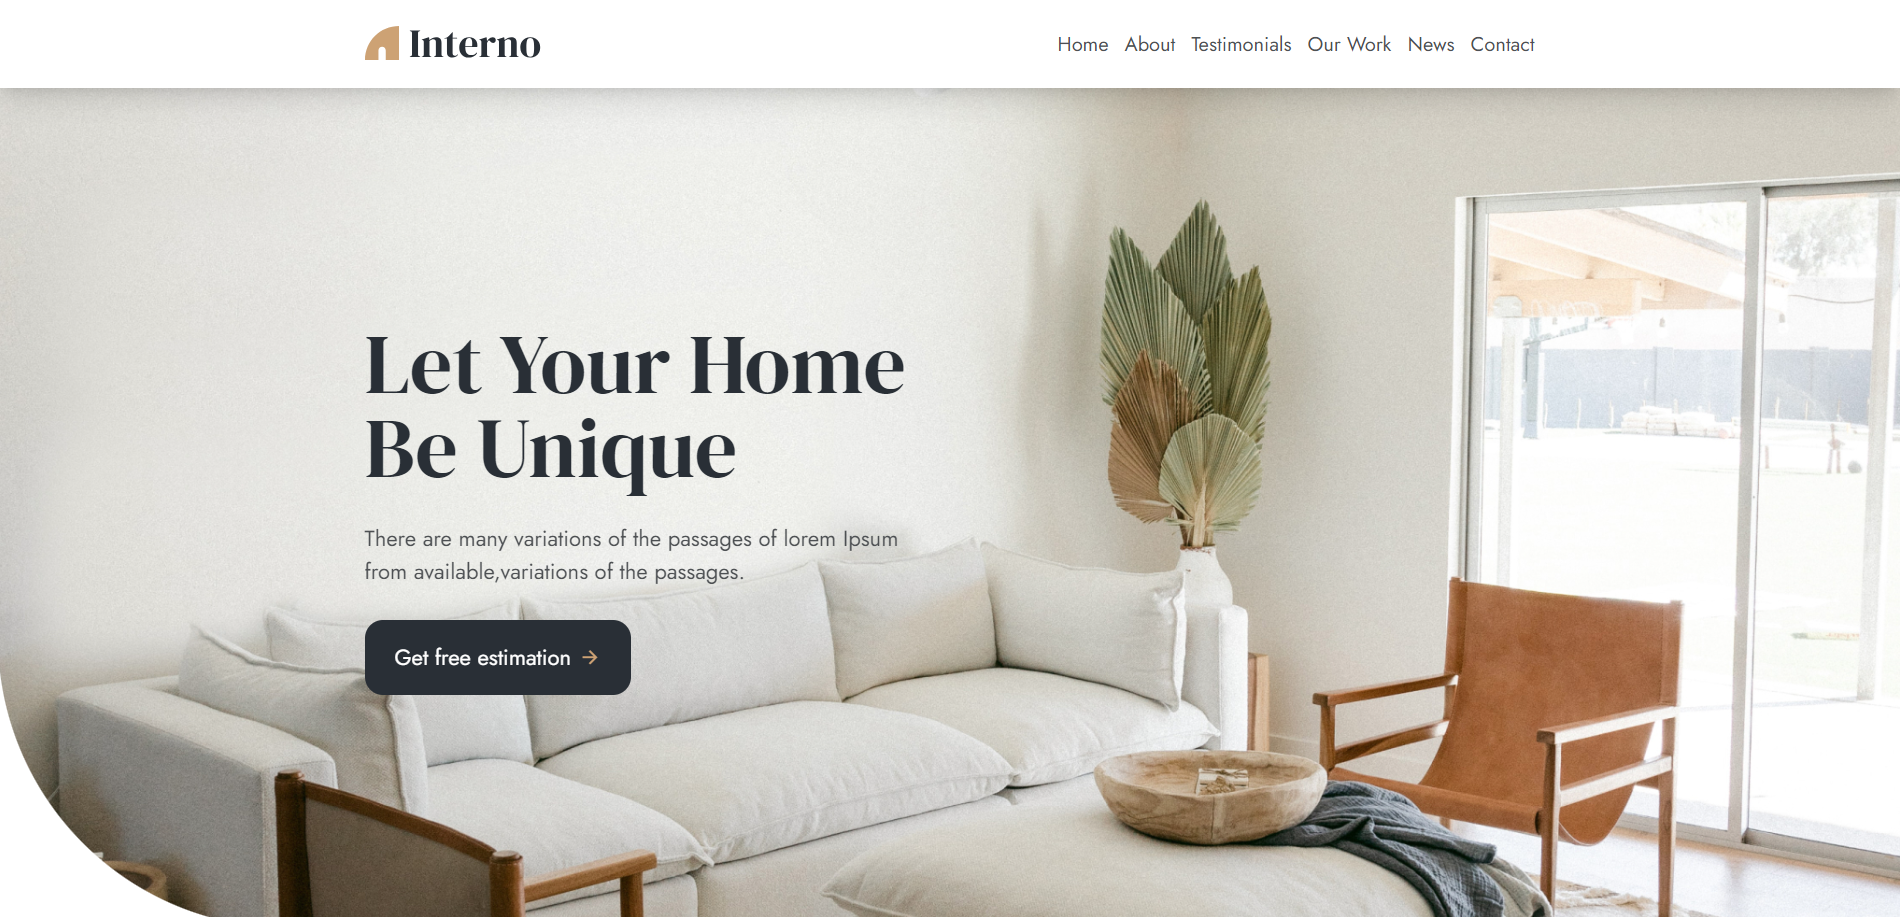 Interno
Home About Testimonials Our Work News Contact
Let Your Home
Be Unique
There are many variations of the passages of lorem Ipsum
from available,variations of the passages.
Get free estimation →